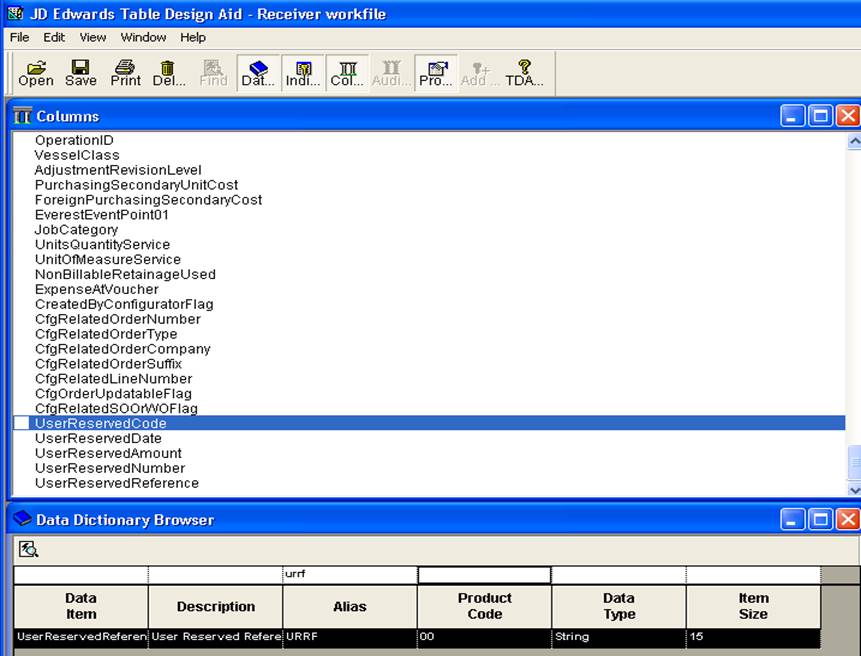 JD Edwards Table Design Aid - Receiver workfile
File Edit View Window Help
Open Save Print Del... Find Dat... Indi... Col... Audi... Pro... Add ... TDA...
Columns
OperationID
VesselClass
AdjustmentRevisionLevel
PurchasingSecondaryUnitCost
ForeignPurchasingSecondaryCost
EverestEventPoint01
JobCategory
UnitsQuantityService
UnitOfMeasureService
NonBillableRetainageUsed
ExpenseAtVoucher
CreatedByConfiguratorFlag
CfgRelatedOrderNumber
CfgRelatedOrderType
CfgRelatedOrderCompany
CfgRelatedOrderSuffix
CfgRelatedLineNumber
CfgOrderUpdatableFlag
CfgRelatedSOOrWOFlag
UserReservedCode
UserReservedDate
UserReservedAmount
UserReservedNumber
UserReservedReference
Data Dictionary Browser
urrf
Data Item Description Alias Product Code Data Type Item Size
UserReservedReferen User Reserved Refere URRF 00 String 15